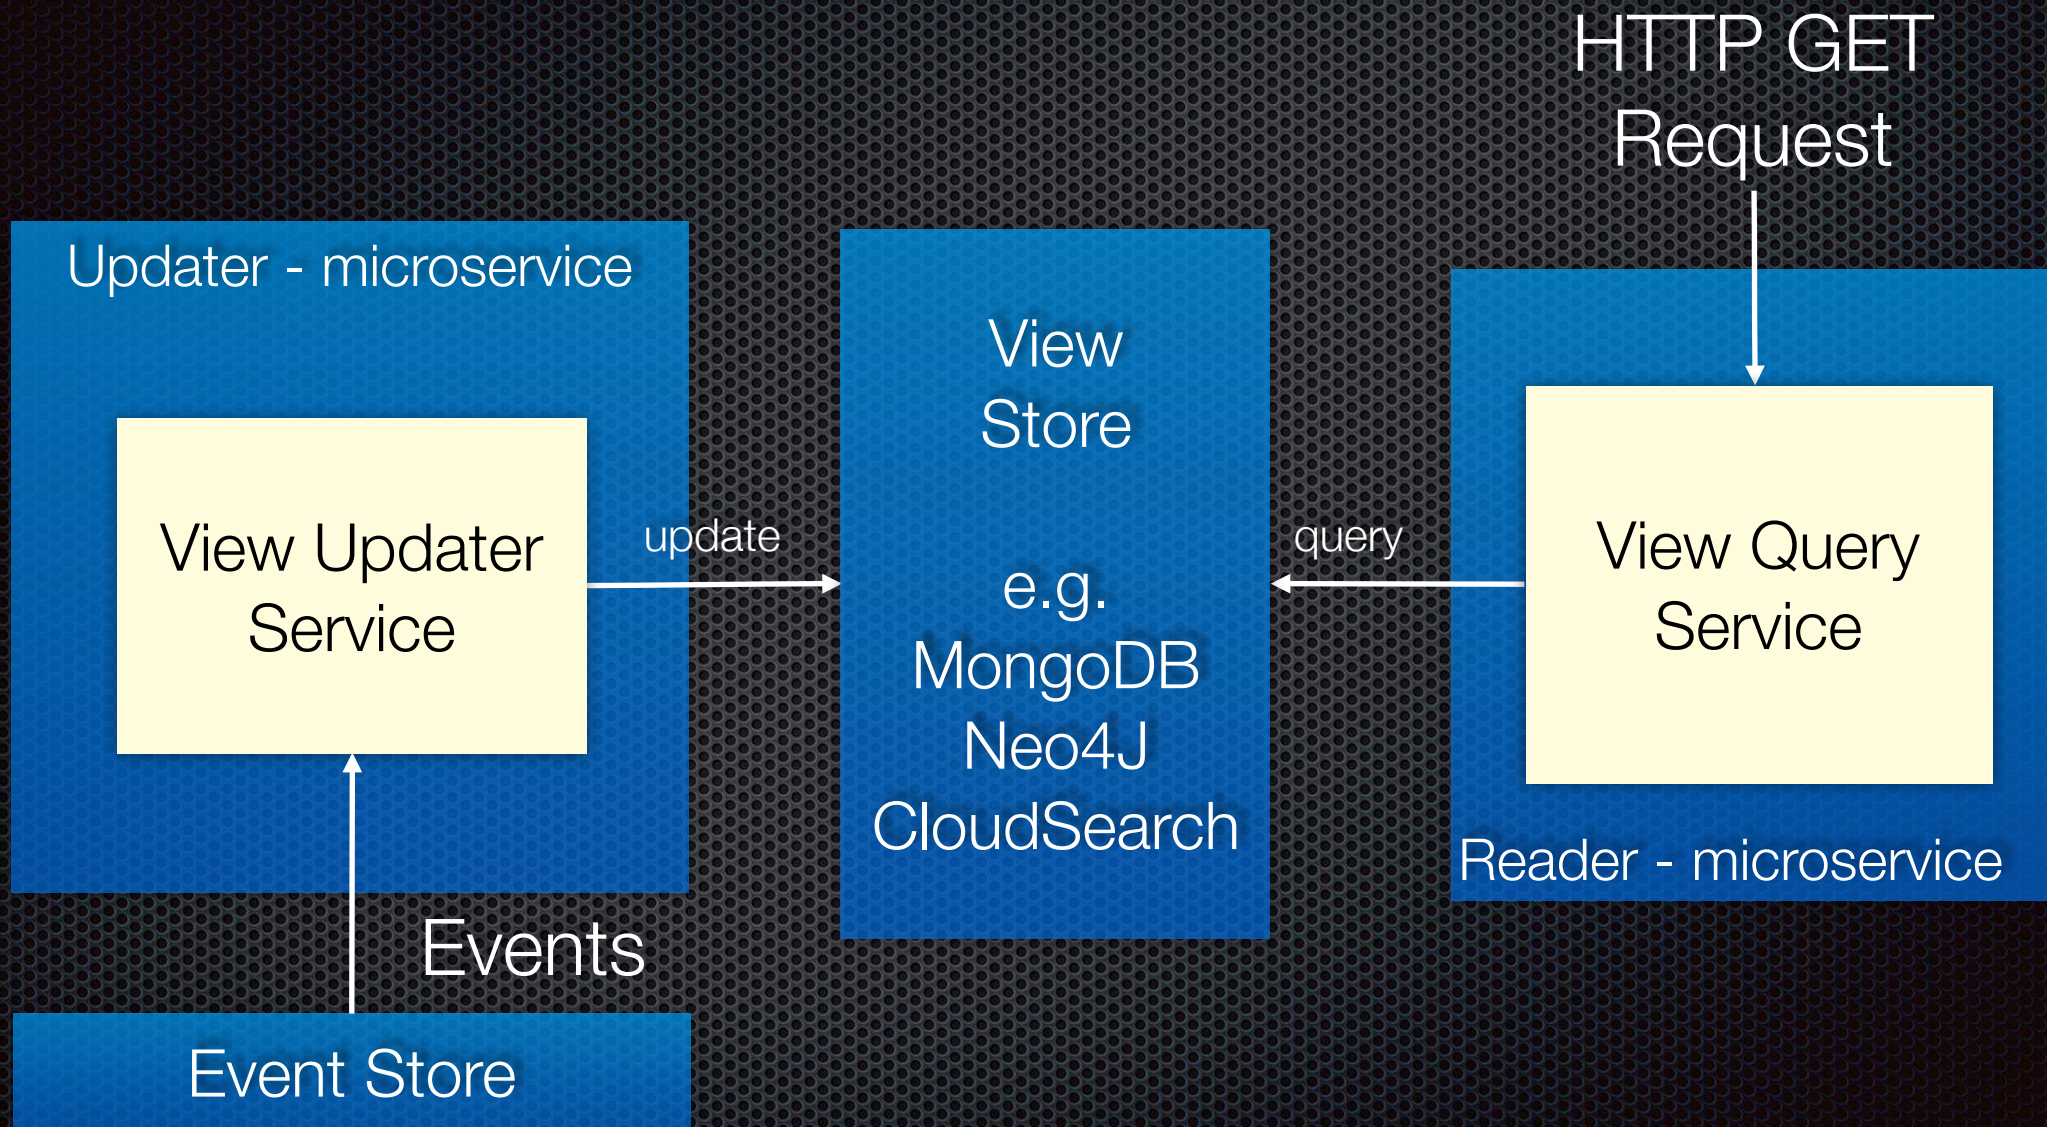 HTTP GET
Request
Updater - microservice
View Updater
Service
update
View
Store
e.g.
MongoDB
Neo4J
CloudSearch
query
View Query
Service
Reader - microservice
Events
Event Store